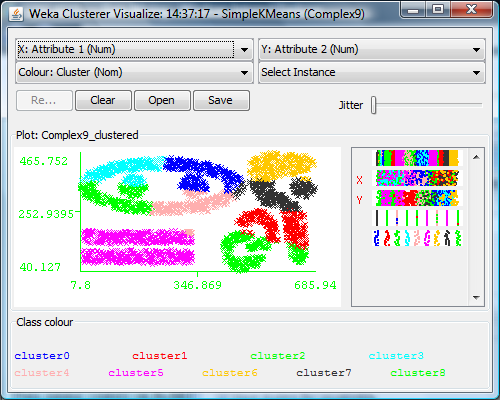 Weka Clusterer Visualize: 14:37:17 - SimpleKMeans (Complex9)
X: Attribute 1 (Num) Y: Attribute 2 (Num)
Colour: Cluster (Nom) Select Instance
Re... Clear Open Save Jitter
Plot: Complex9_clustered
465.752
X
Y
252.9395
40.127
7.8 346.869 685.94
Class colour
cluster0 cluster1 cluster2 cluster3
cluster4 cluster5 cluster6 cluster7 cluster8